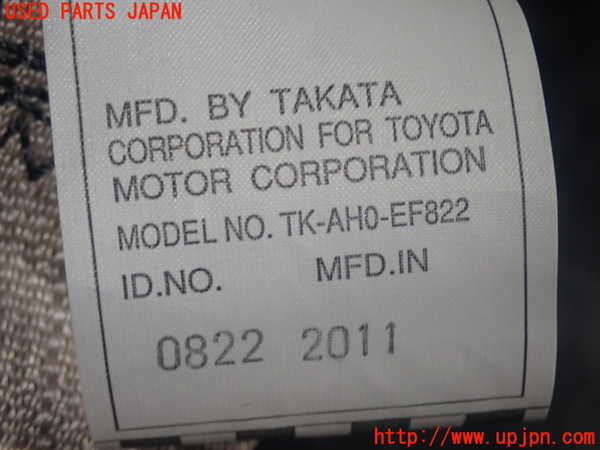 USED PARTS JAPAN
MFD. BY TAKATA
CORPORATION FOR TOYOTA
MOTOR CORPORATION
MODEL NO. TK-AH0-EF822
ID.NO. MFD.IN
0822 2011
http://www.upjpn.com/